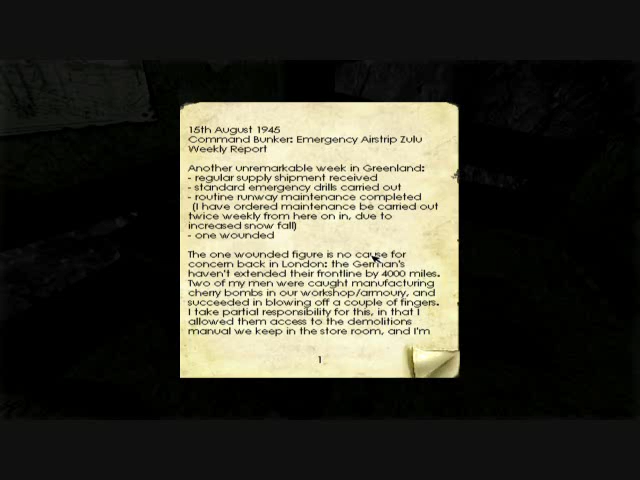 15th August 1945
Command Bunker: Emergency Airstrip Zulu
Weekly Report
Another unremarkable week in Greenland:
- regular supply shipment received
- standard emergency drills carried out
- routine runway maintenance completed
(I have ordered maintenance be carried out
twice weekly from here on in, due to
increased snow fall)
- one wounded
The one wounded figure is no cause for
concern back in London: the German's
haven't extended their frontline by 4000 miles.
Two of my men were caught manufacturing
cherry bombs in our workshop/armoury, and
succeeded in blowing off a couple of fingers.
I take partial responsibility for this, in that I
allowed them access to the demolitions
manual we keep in the store room, and I'm
1